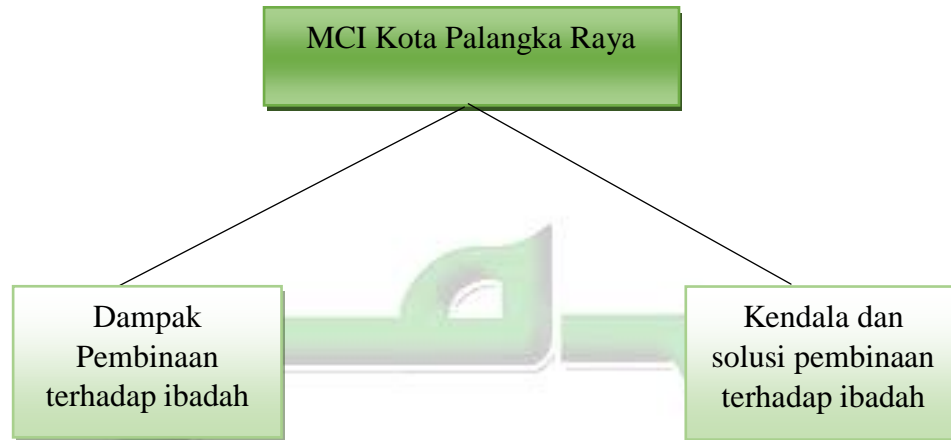 MCI Kota Palangka Raya
Dampak
Pembinaan
terhadap ibadah
Kendala dan
solusi pembinaan
terhadap ibadah